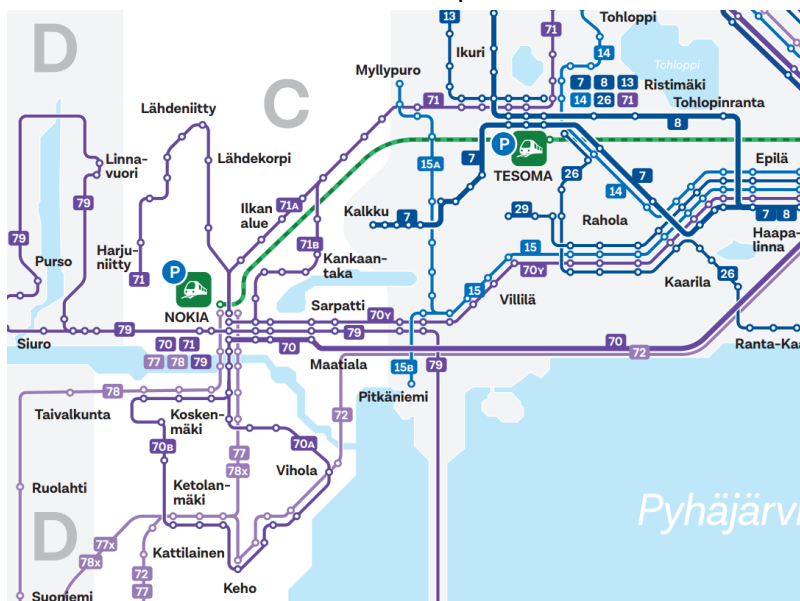 13
Tohloppi
D
Ikuri
71
14
Myllypuro
Tohloppi
7 8 13
Ristimäki
14 26 71
C
Lähdeniitty
71
Tohlopinranta
8
P
Linna-
vuori
Lähdekorpi
15A
7
TESOMA
Epilä
26
7
14
79
Ilkan
alue
71A
Kalkku
7
29
Rahola
7 8
79
Harju-
niitty
71B
15
Haapa-
linna
Purso
Kankaan-
taka
70Y
71
P
15
Villilä
Kaarila
26
NOKIA
Sarpatti
70Y
79
79
Siuro
70 71
77 78 79
70
70
72
Ranta-Kaa
Maatiala
15B
79
78
Pitkäniemi
Taivalkunta
Kosken-
mäki
72
70B
77
78X
70A
Vihola
Ruolahti
Ketolan-
mäki
Pyhäjärvi
D
77X
78X
Kattilainen
72
77
Keho
Suoniemi